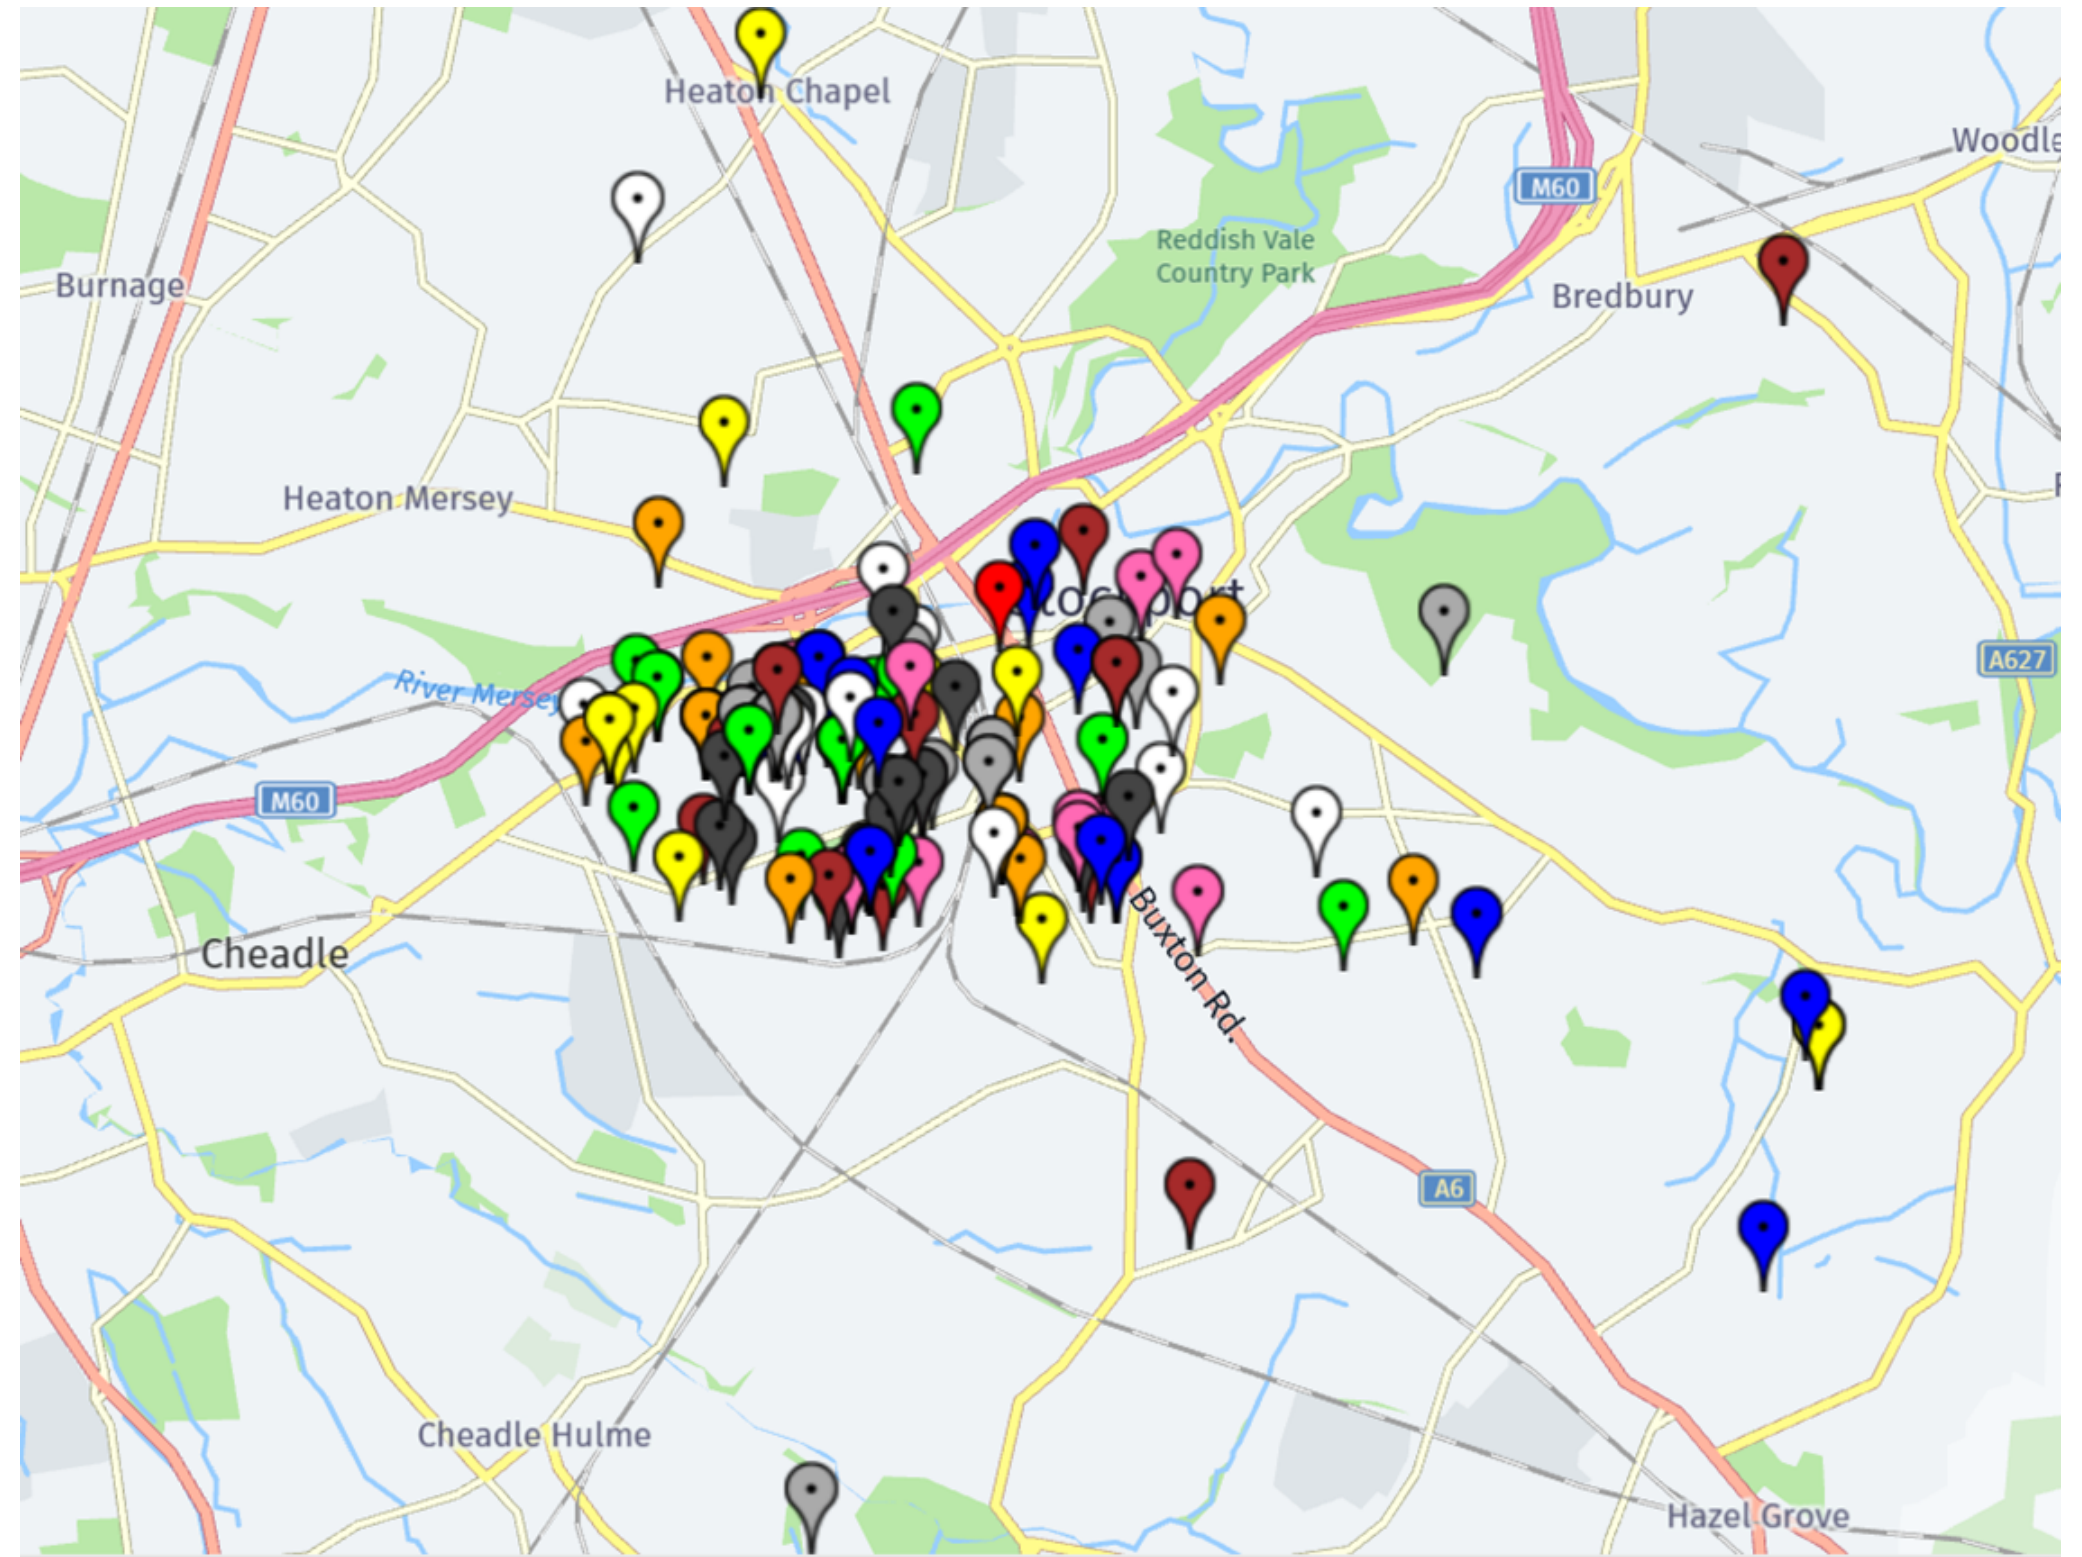 Heaton Chapel
Woodle
M60
Reddish Vale
Country Park
Burnage
Bredbury
Heaton Mersey
A627
River Mersey
M60
Cheadle
Buxton Rd.
A6
Cheadle Hulme
Hazel Grove